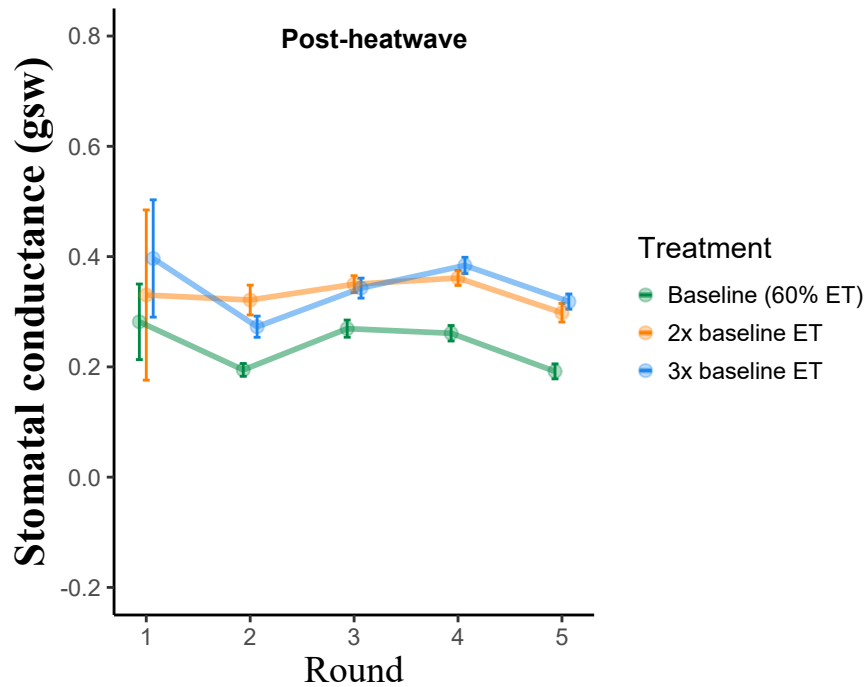 Post-heatwave
Stomatal conductance (gsw)
0.8
0.6
0.4
0.2
0.0
-0.2
1 2 3 4 5
Round
Treatment
Baseline (60% ET)
2x baseline ET
3x baseline ET